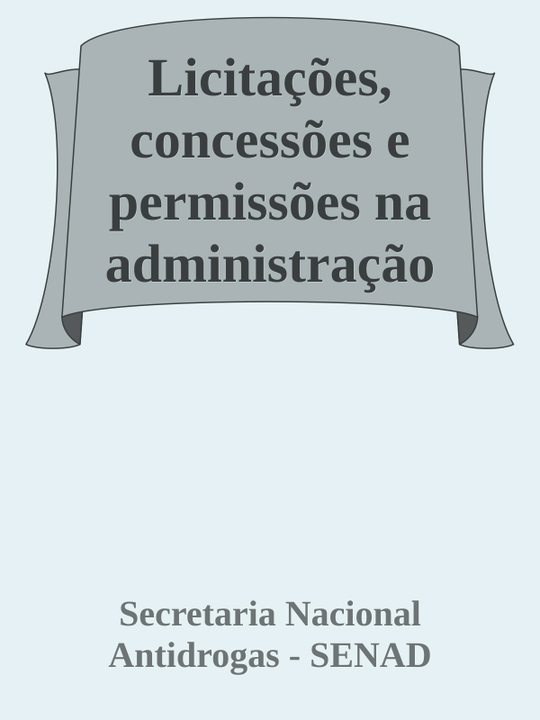 Licitações,
concessões e
permissões na
administração
Secretaria Nacional
Antidrogas - SENAD